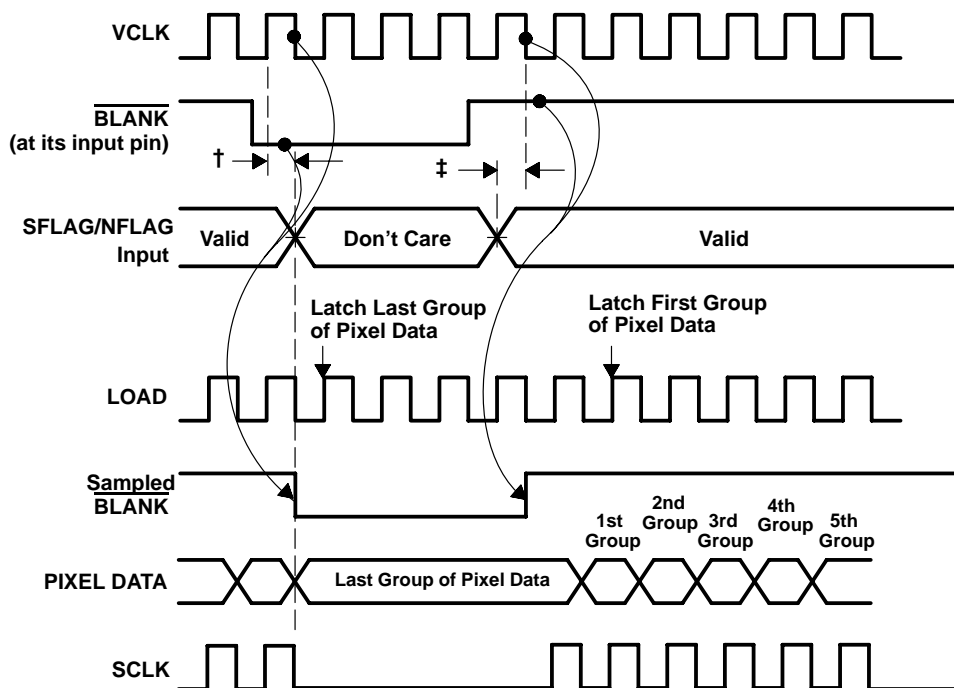 VCLK
BLANK
(at its input pin)
†
‡
SFLAG/NFLAG
Input
Valid
Don't Care
Valid
Latch Last Group
of Pixel Data
Latch First Group
of Pixel Data
LOAD
Sampled
BLANK
1st
Group
2nd
Group
3rd
Group
4th
Group
5th
Group
PIXEL DATA
Last Group of Pixel Data
SCLK